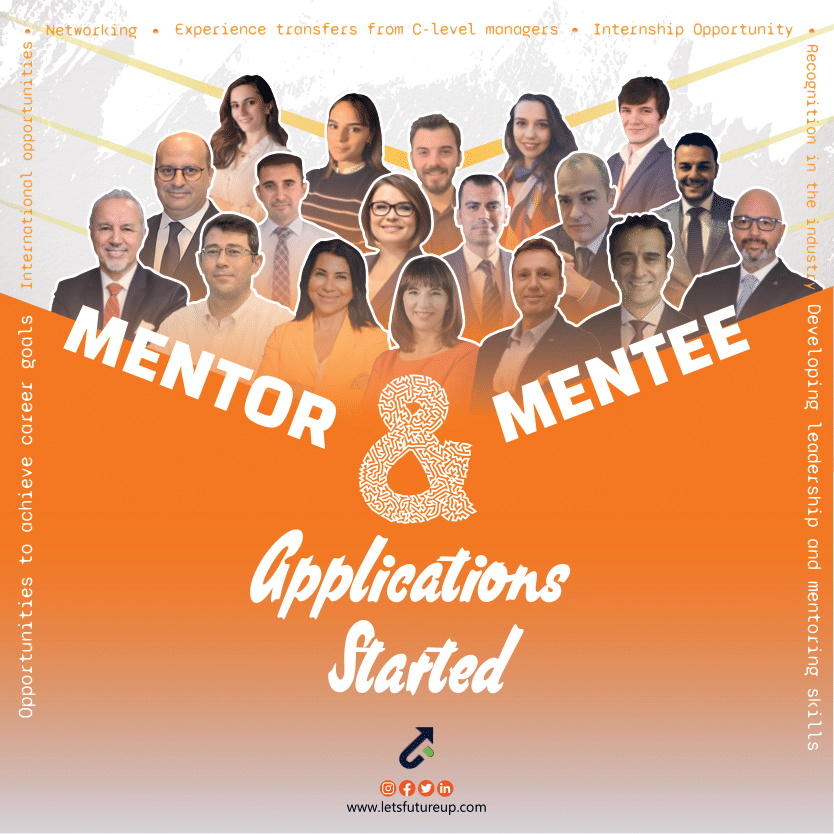 • Networking • Experience transfers from C-level managers • Internship Opportunity •
International opportunities
Recognition in the industry
MENTOR
&
MENTEE
Opportunities to achieve career goals
Developing leadership and mentoring skills
Applications
Started
www.letsfutureup.com